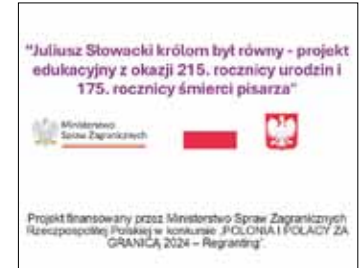 "Juliusz Słowacki królom był równy - projekt
edukacyjny z okazji 215. rocznicy urodzin i
175. rocznicy śmierci pisarza"
Ministerstwo
Spraw Zagranicznych
Projekt finansowany przez Ministerstwo Spraw Zagranicznych
Rzeczpospolitej Polskiej w konkursie „POLONIA I POLACY ZA
GRANICĄ 2024 – Regranting".